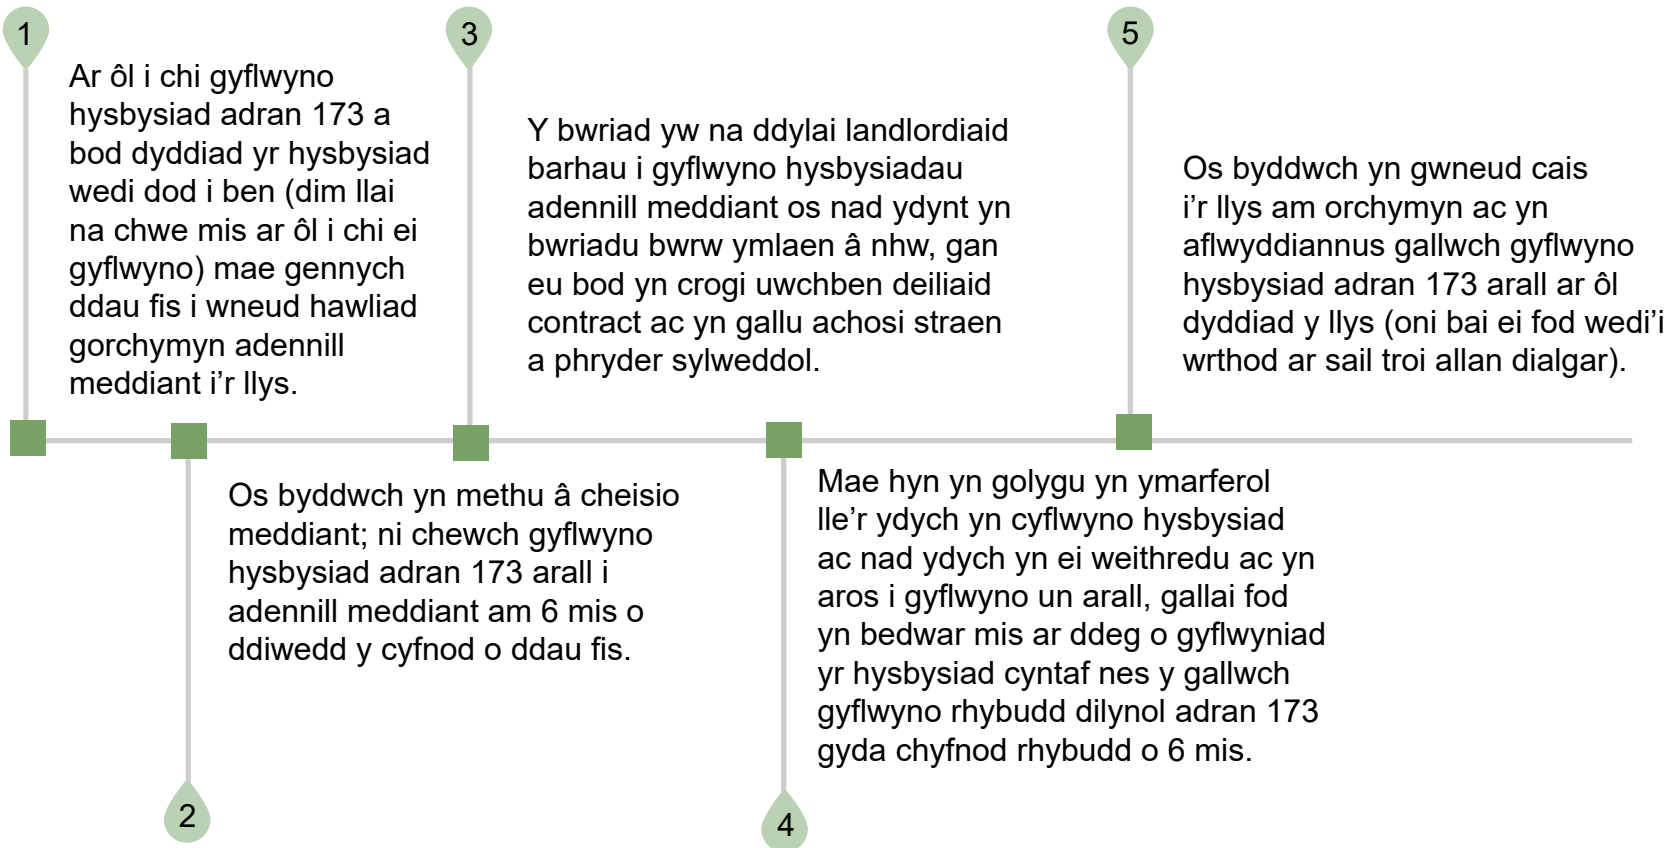 1
Ar ôl i chi gyflwyno
hysbysiad adran 173 a
bod dyddiad yr hysbysiad
wedi dod i ben (dim llai
na chwe mis ar ôl i chi ei
gyflwyno) mae gennych
ddau fis i wneud hawliad
gorchymyn adennill
meddiant i’r llys.
2
Os byddwch yn methu â cheisio
meddiant; ni chewch gyflwyno
hysbysiad adran 173 arall i
adennill meddiant am 6 mis o
ddiwedd y cyfnod o ddau fis.
3
Y bwriad yw na ddylai landlordiaid
barhau i gyflwyno hysbysiadau
adennill meddiant os nad ydynt yn
bwriadu bwrw ymlaen â nhw, gan
eu bod yn crogi uwchben deiliaid
contract ac yn gallu achosi straen
a phryder sylweddol.
4
Mae hyn yn golygu yn ymarferol
lle’r ydych yn cyflwyno hysbysiad
ac nad ydych yn ei weithredu ac yn
aros i gyflwyno un arall, gallai fod
yn bedwar mis ar ddeg o gyflwyniad
yr hysbysiad cyntaf nes y gallwch
gyflwyno rhybudd dilynol adran 173
gyda chyfnod rhybudd o 6 mis.
5
Os byddwch yn gwneud cais
i’r llys am orchymyn ac yn
aflwyddiannus gallwch gyflwyno
hysbysiad adran 173 arall ar ôl
dyddiad y llys (oni bai ei fod wedi’i
wrthod ar sail troi allan dialgar).